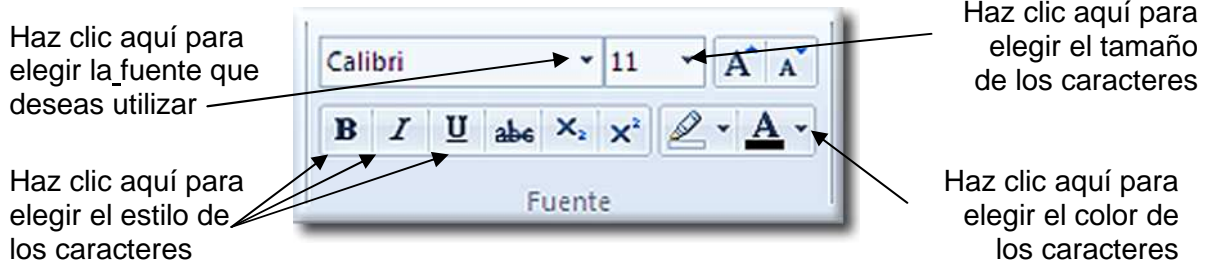 Haz clic aquí para
elegir la fuente que
deseas utilizar
Haz clic aquí para
elegir el tamaño
de los caracteres
Calibri 11 A A
B I U abc X₂ X² A
Fuente
Haz clic aquí para
elegir el estilo de
los caracteres
Haz clic aquí para
elegir el color de
los caracteres